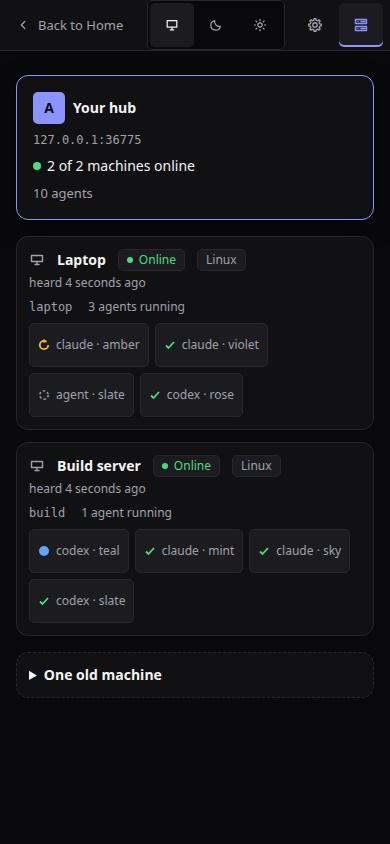 Back to Home
A Your hub
127.0.0.1:36775
2 of 2 machines online
10 agents
Laptop Online Linux
heard 4 seconds ago
laptop 3 agents running
claude · amber claude · violet
agent · slate codex · rose
Build server Online Linux
heard 4 seconds ago
build 1 agent running
codex · teal claude · mint claude · sky
codex · slate
One old machine